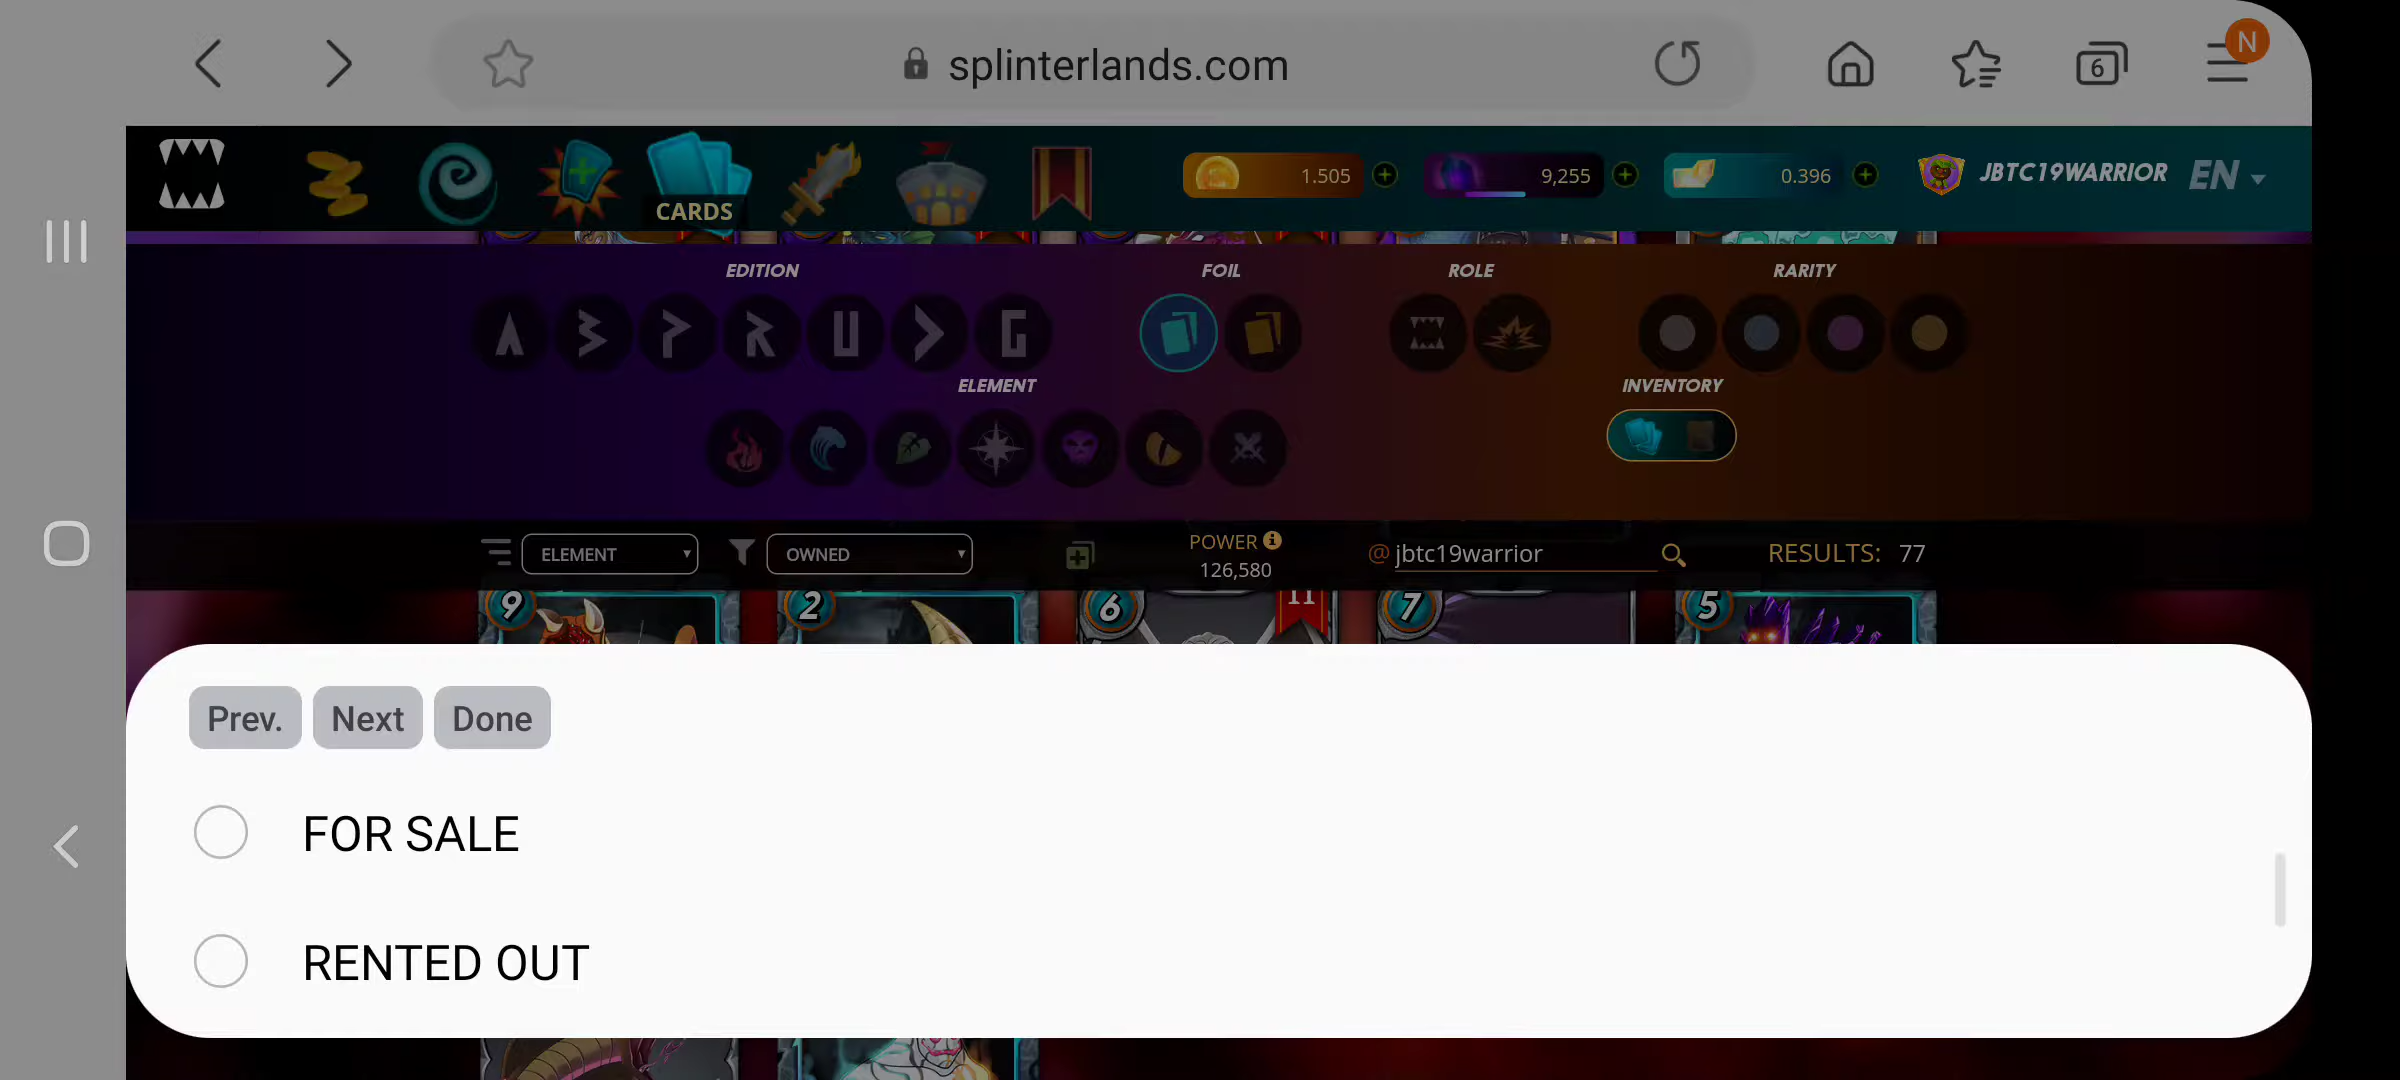 splinterlands.com
6
N
CARDS
1.505
9,255
0.396
JBTC19WARRIOR
EN
EDITION
FOIL
ROLE
RARITY
ELEMENT
INVENTORY
ELEMENT
OWNED
POWER
126,580
@jbtc19warrior
RESULTS: 77
9
2
6
11
7
5
Prev.
Next
Done
FOR SALE
RENTED OUT